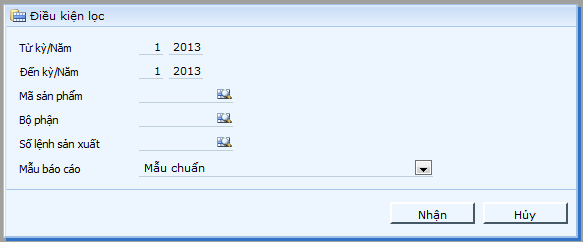 Điều kiện lọc
Từ kỳ/Năm 1 2013
Đến kỳ/Năm 1 2013
Mã sản phẩm
Bộ phận
Số lệnh sản xuất
Mẫu báo cáo Mẫu chuẩn
Nhận Hủy